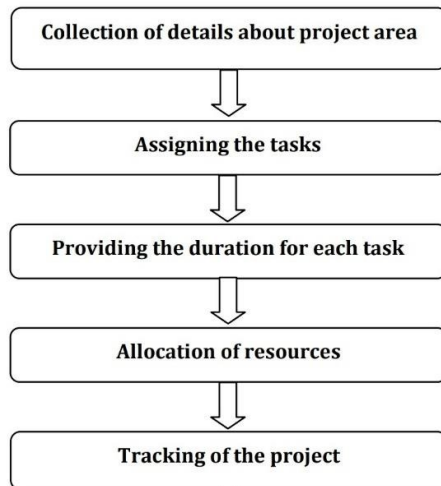 Collection of details about project area
Assigning the tasks
Providing the duration for each task
Allocation of resources
Tracking of the project